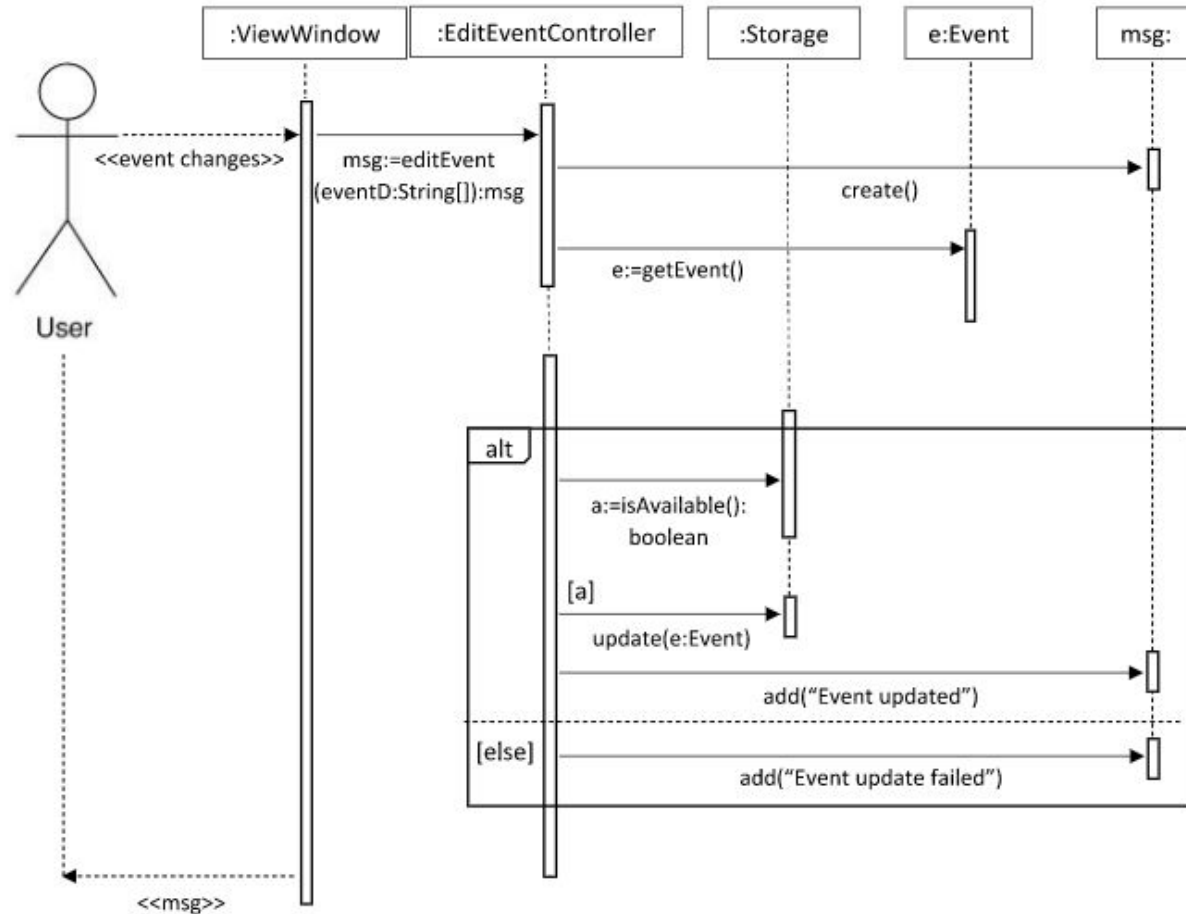 :ViewWindow
:EditEventController
:Storage
e:Event
msg:
<<event changes>>
msg:=editEvent
(eventD:String[]):msg
create()
e:=getEvent()
User
alt
a:=isAvailable():
boolean
[a]
update(e:Event)
add(“Event updated”)
[else]
add(“Event update failed”)
<<msg>>